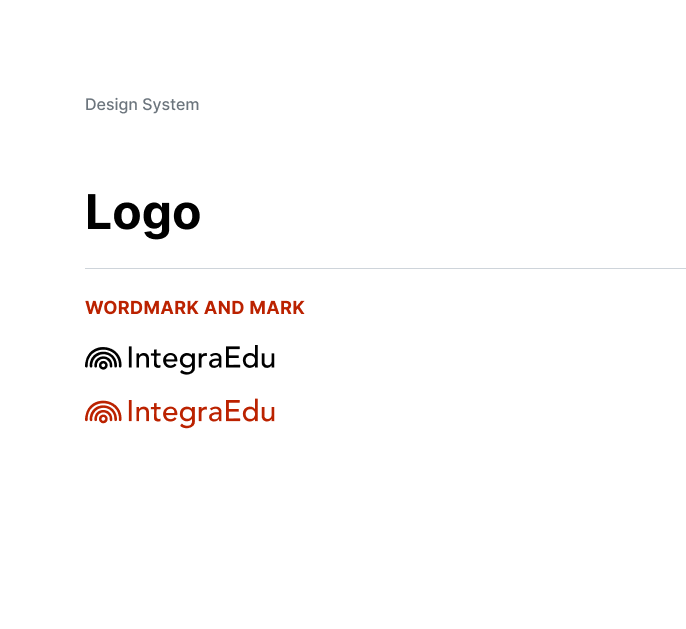 Design System
Logo
WORDMARK AND MARK
IntegraEdu
IntegraEdu